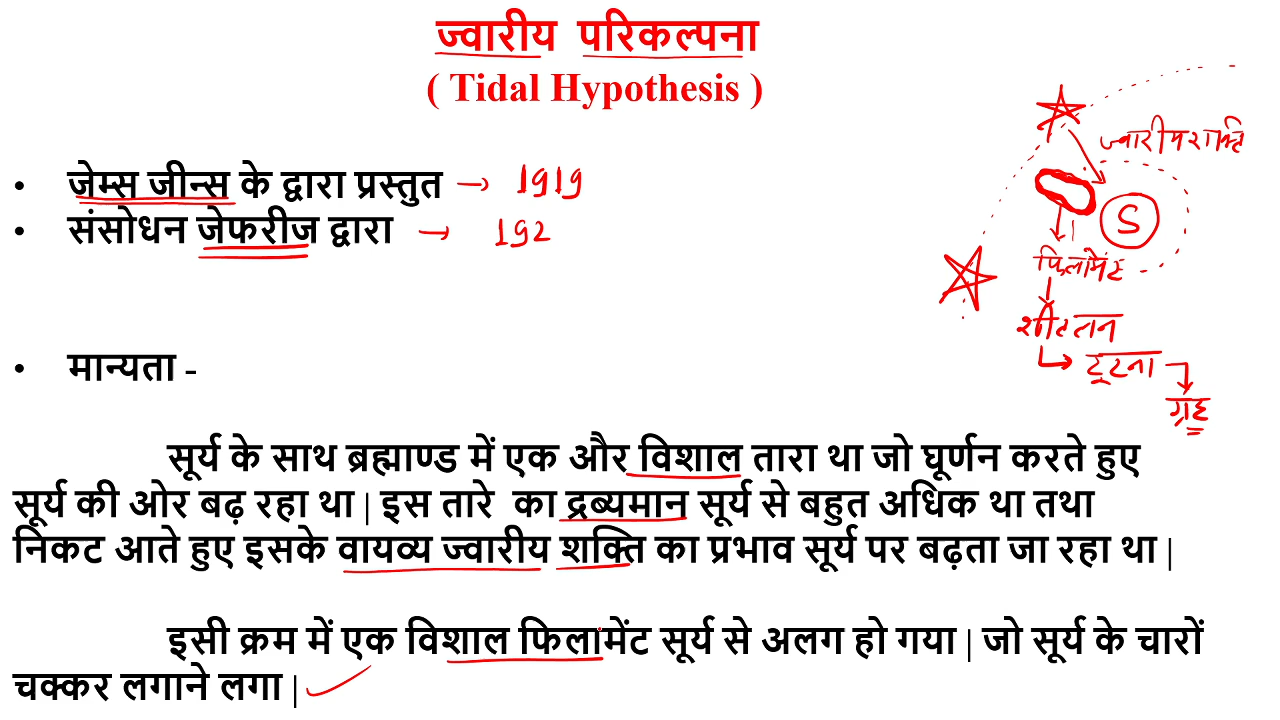 ज्वारीय परिकल्पना
( Tidal Hypothesis )
• जेम्स जीन्स के द्वारा प्रस्तुत → 1919
• संसोधन जेफरीज द्वारा → 192
ज्वारीय शक्ति
S
फिलामेंट
शीतलन
टूटना
ग्रह
• मान्यता -
सूर्य के साथ ब्रह्माण्ड में एक और विशाल तारा था जो घूर्णन करते हुए
सूर्य की ओर बढ़ रहा था | इस तारे का द्रब्यमान सूर्य से बहुत अधिक था तथा
निकट आते हुए इसके वायव्य ज्वारीय शक्ति का प्रभाव सूर्य पर बढ़ता जा रहा था |
इसी क्रम में एक विशाल फिलामेंट सूर्य से अलग हो गया | जो सूर्य के चारों
चक्कर लगाने लगा |